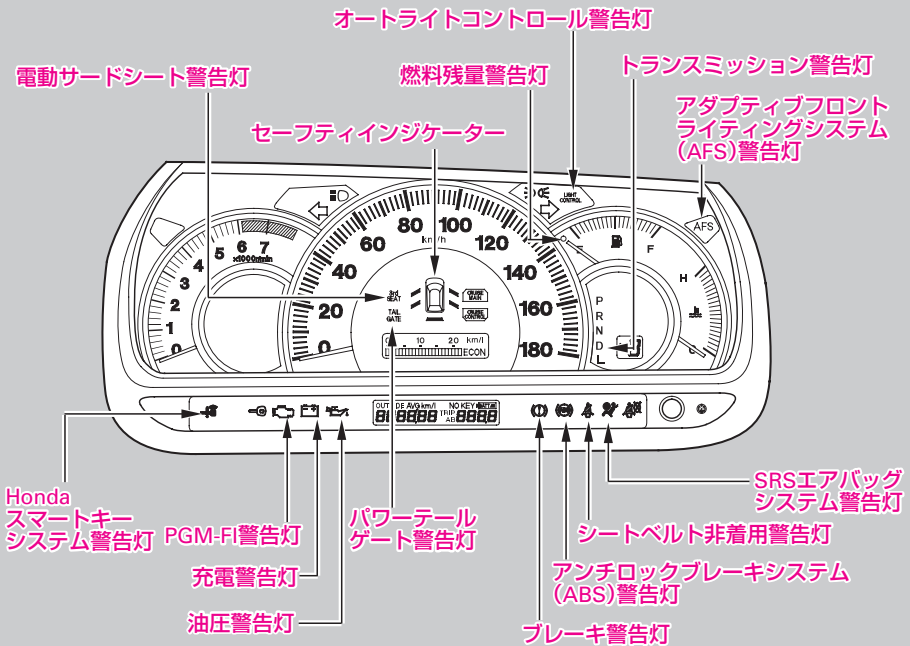 オートライトコントロール警告灯
電動サードシート警告灯
燃料残量警告灯
トランスミッション警告灯
アダプティブフロント
ライティングシステム
(AFS)警告灯
セーフティインジケーター
LIGHT
CONTROL
AFS
0 1 2 3 4 5 6 7
x1000r/min
0 20 40 60 80 100 120 140 160 180
km/h
F
H
C
3rd
SEAT
TAIL
GATE
CRUISE
MAIN
CRUISE
CONTROL
0 10 20 km/l
ECON
P
R
N
D
L
OUTSIDE AVG km/l
NO KEY
TRIP
AB
Honda
スマートキー
システム警告灯
PGM-FI警告灯
充電警告灯
油圧警告灯
パワーテール
ゲート警告灯
SRSエアバッグ
システム警告灯
シートベルト非着用警告灯
アンチロックブレーキシステム
(ABS)警告灯
ブレーキ警告灯